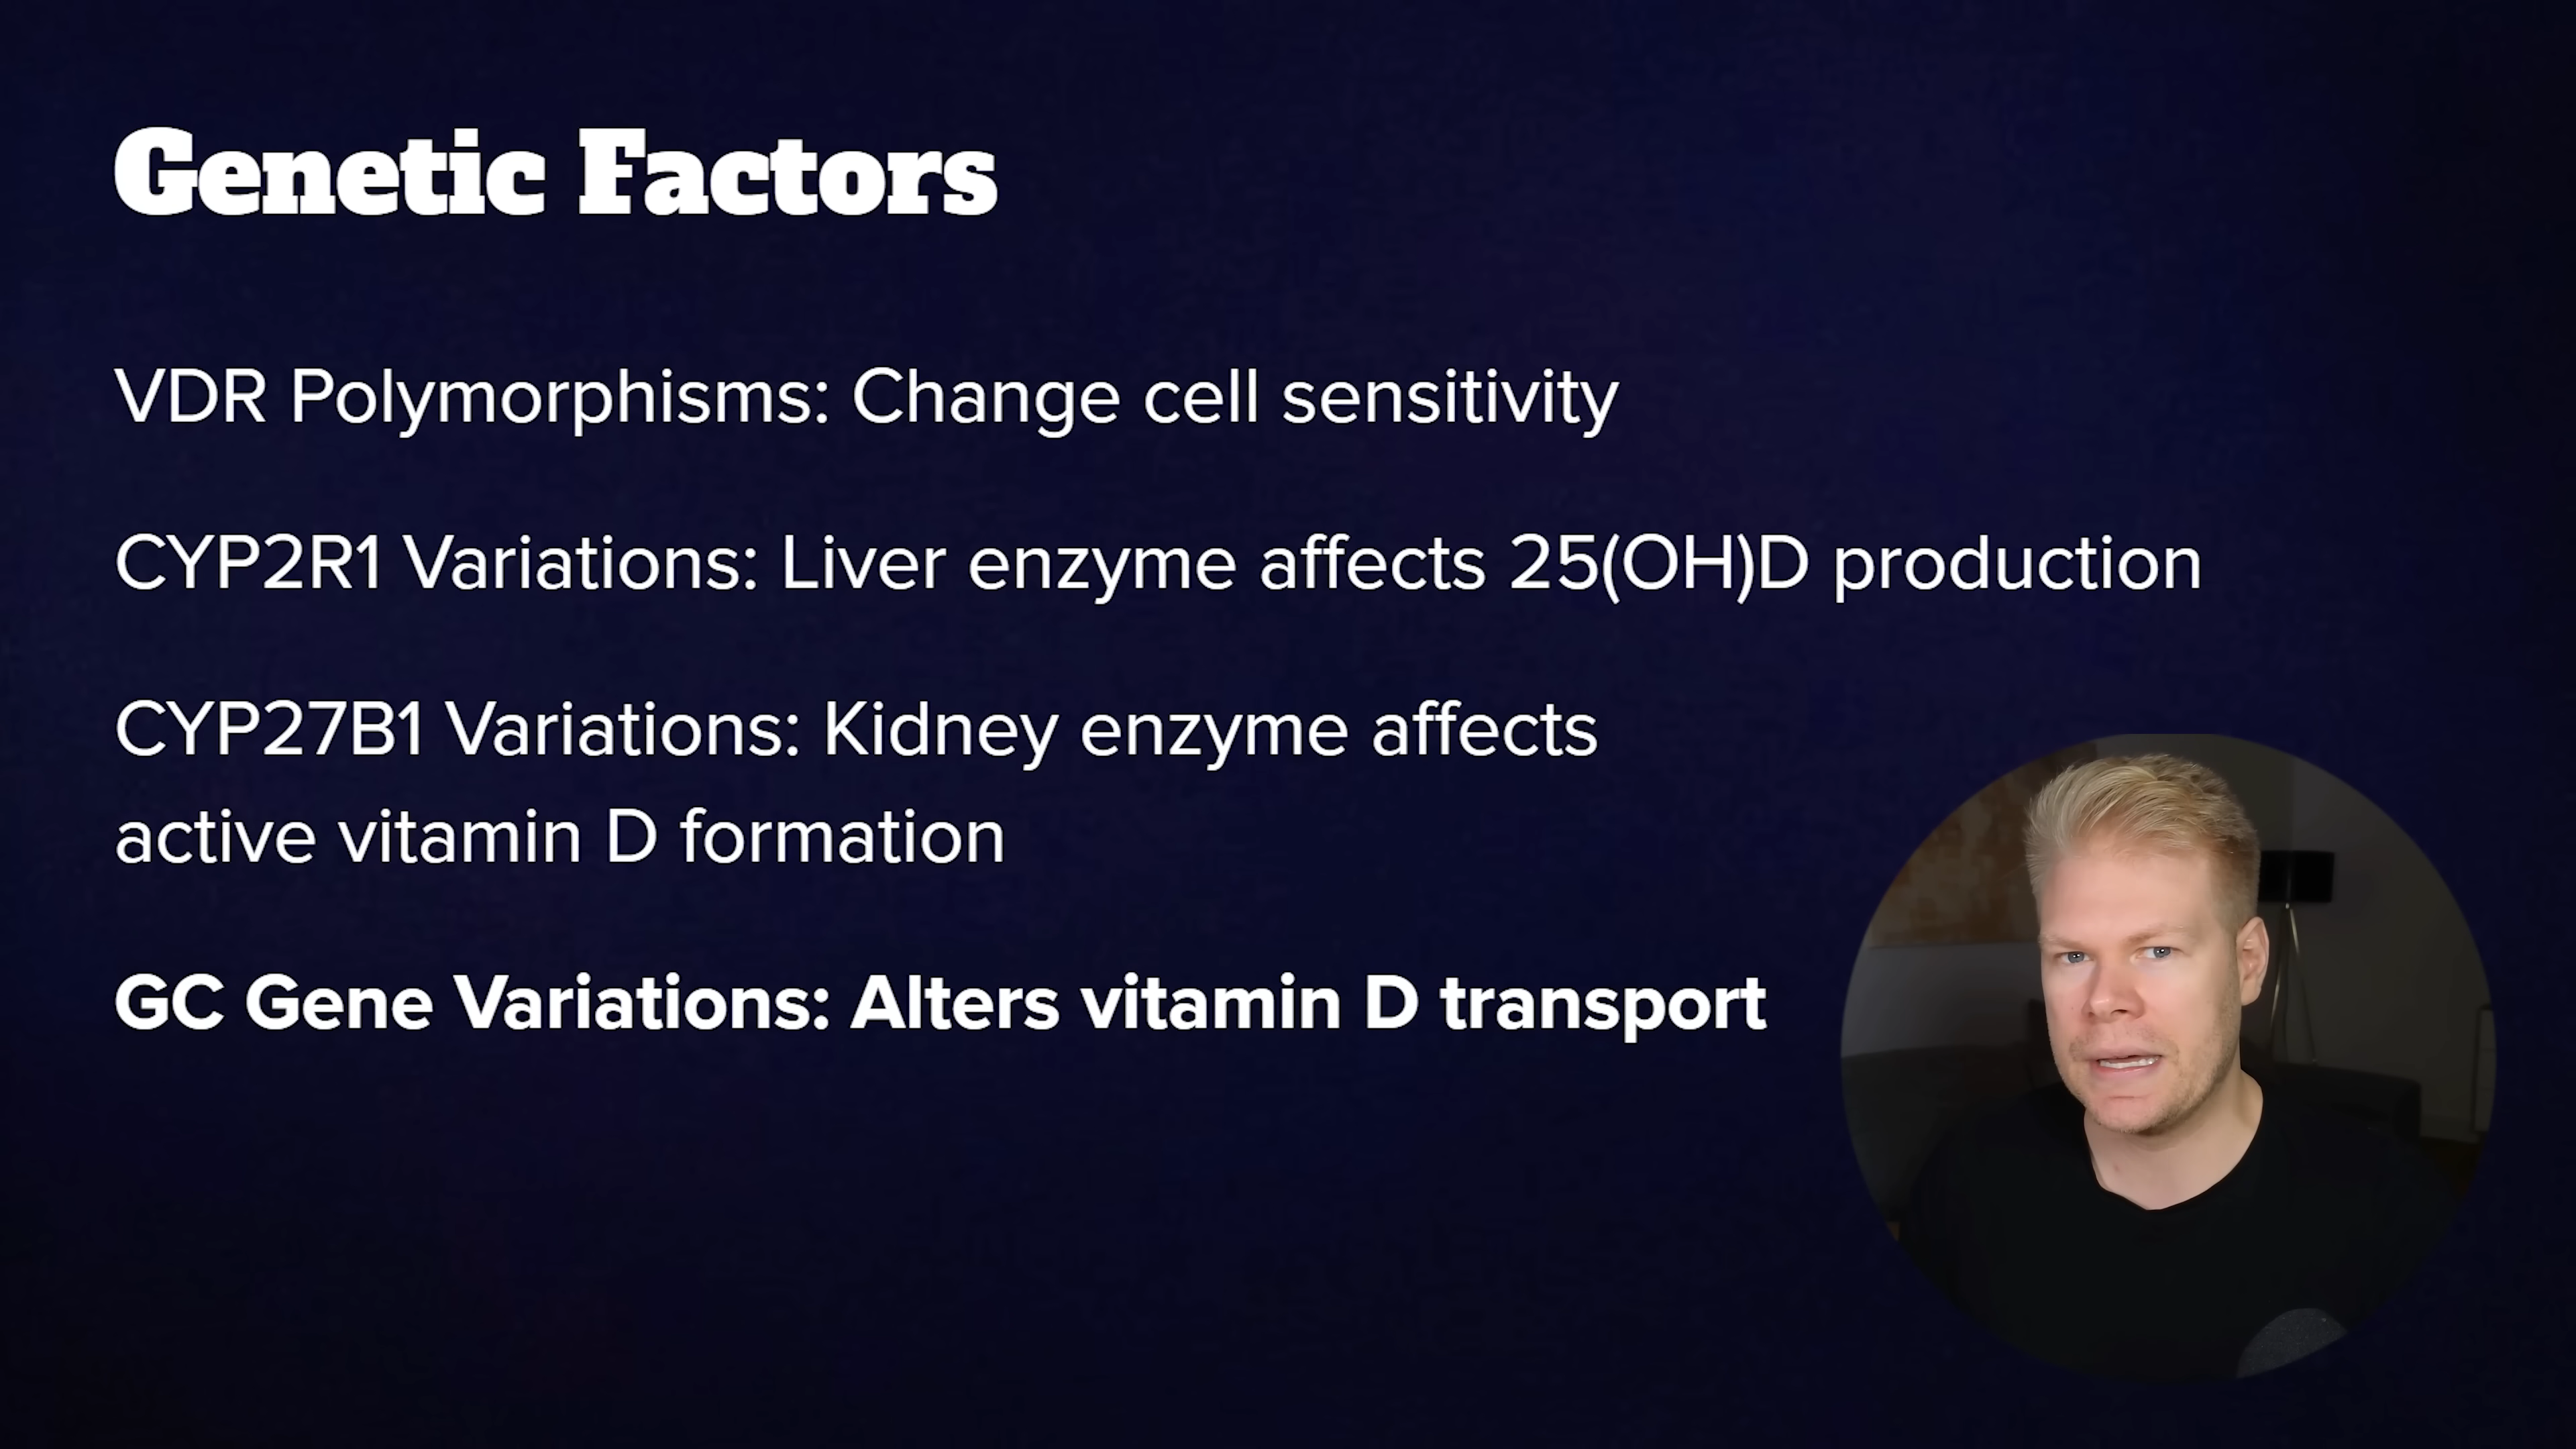 Genetic Factors
VDR Polymorphisms: Change cell sensitivity
CYP2R1 Variations: Liver enzyme affects 25(OH)D production
CYP27B1 Variations: Kidney enzyme affects
active vitamin D formation
GC Gene Variations: Alters vitamin D transport